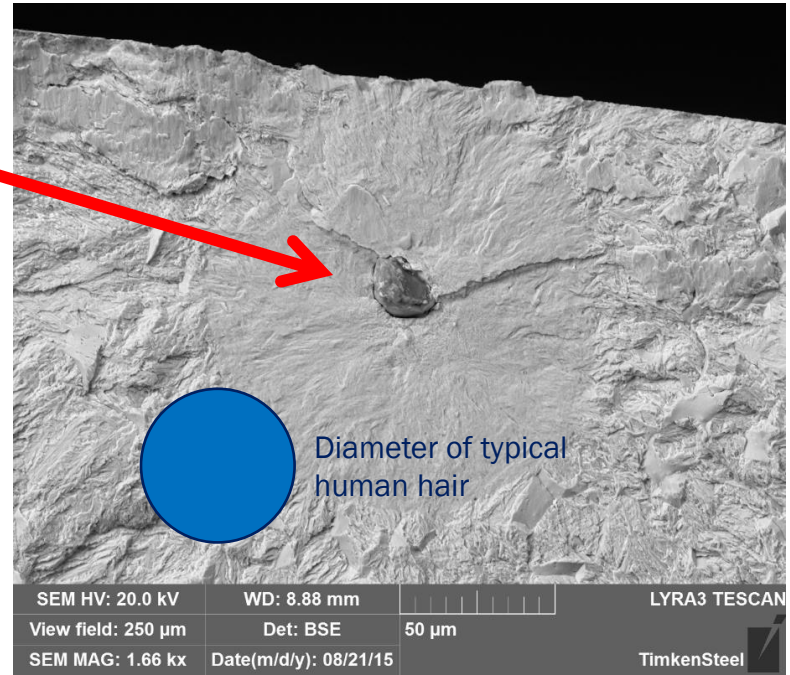 Diameter of typical
human hair
SEM HV: 20.0 kV
WD: 8.88 mm
LYRA3 TESCAN
View field: 250 µm
Det: BSE
50 µm
SEM MAG: 1.66 kx
Date(m/d/y): 08/21/15
TimkenSteel